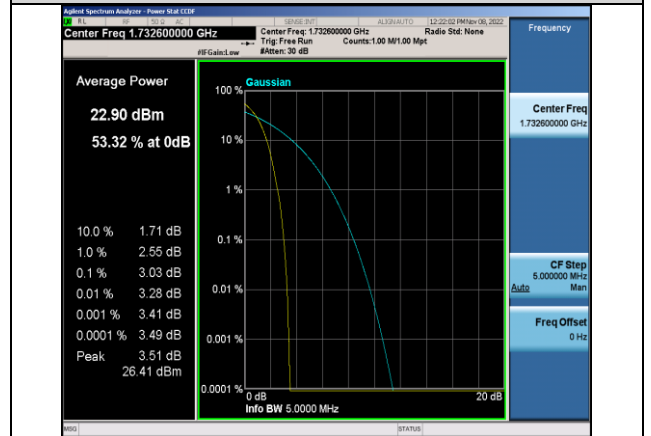 Agilent Spectrum Analyzer - Power Stat CCDF
RL RF 50 Ω AC SENSE:INT ALIGN AUTO 12:22:02 PM Nov 08, 2022
Center Freq 1.732600000 GHz
Center Freq: 1.732600000 GHz Radio Std: None
Trig: Free Run Counts:1.00 M/1.00 Mpt
#IFGain:Low #Atten: 30 dB
Frequency
Average Power
22.90 dBm
53.32 % at 0dB
10.0 % 1.71 dB
1.0 % 2.55 dB
0.1 % 3.03 dB
0.01 % 3.28 dB
0.001 % 3.41 dB
0.0001 % 3.49 dB
Peak 3.51 dB
26.41 dBm
Gaussian
100 %
10 %
1 %
0.1 %
0.01 %
0.001 %
0.0001 %
0 dB 20 dB
Info BW 5.0000 MHz
Center Freq
1.732600000 GHz
CF Step
5.000000 MHz
Auto Man
Freq Offset
0 Hz
MSG STATUS